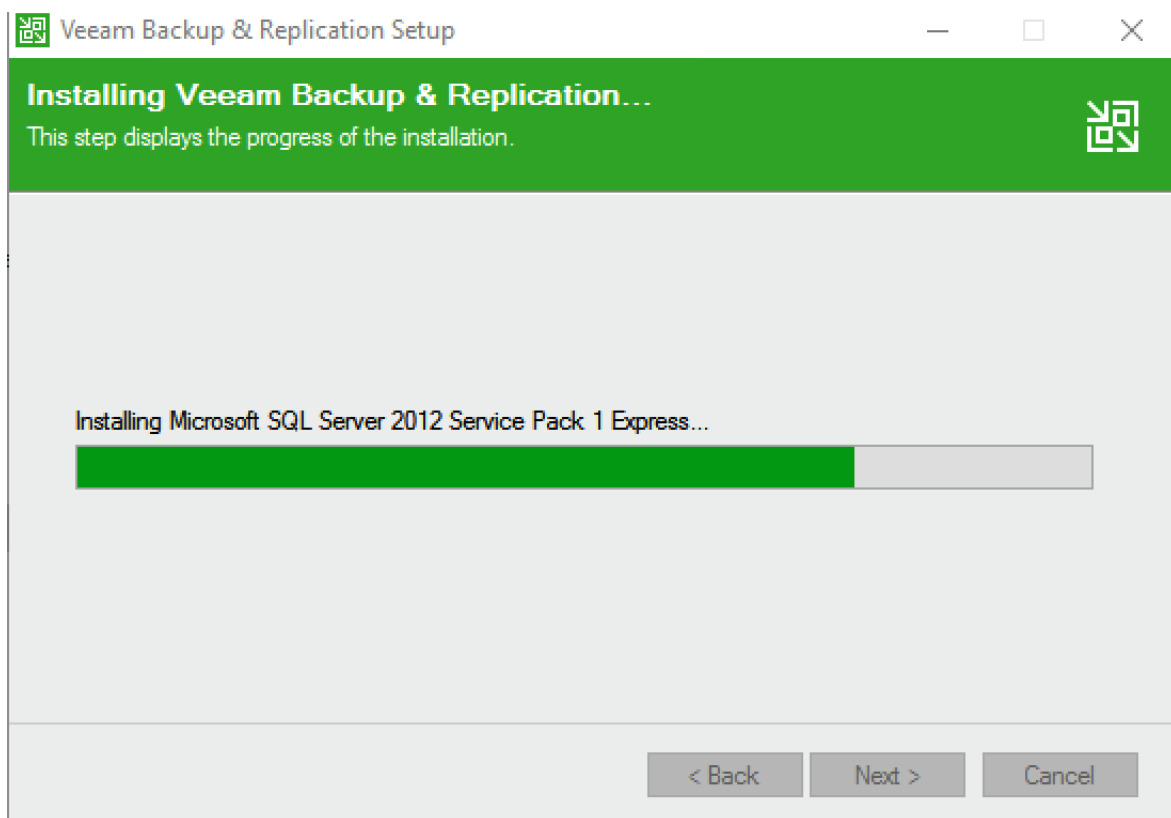 Veeam Backup & Replication Setup
Installing Veeam Backup & Replication...
This step displays the progress of the installation.
Installing Microsoft SQL Server 2012 Service Pack 1 Express...
< Back
Next >
Cancel